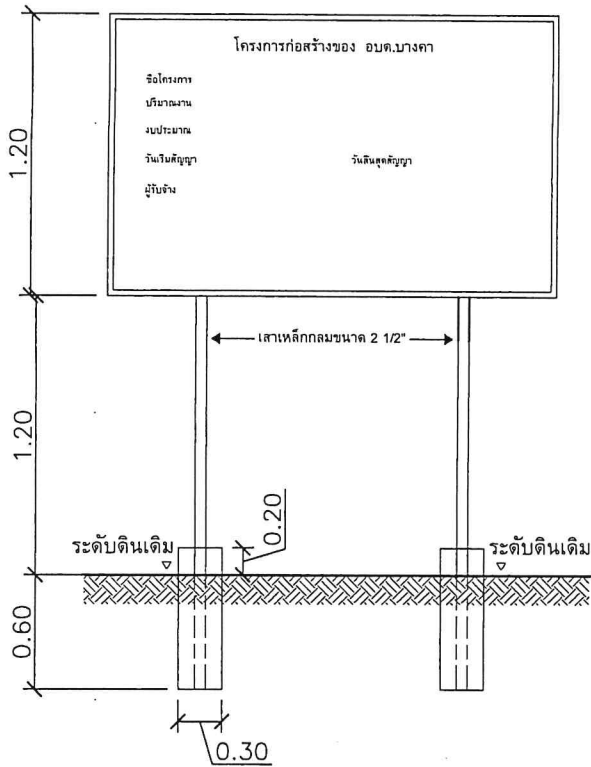 โครงการก่อสร้างของ อบต.บางคา
ชื่อโครงการ
ปริมาณงาน
งบประมาณ
วันเริ่มสัญญา วันสิ้นสุดสัญญา
ผู้รับจ้าง
1.20
เสาเหล็กกลมขนาด 2 1/2"
1.20
0.20
ระดับดินเดิม ระดับดินเดิม
0.60
0.30